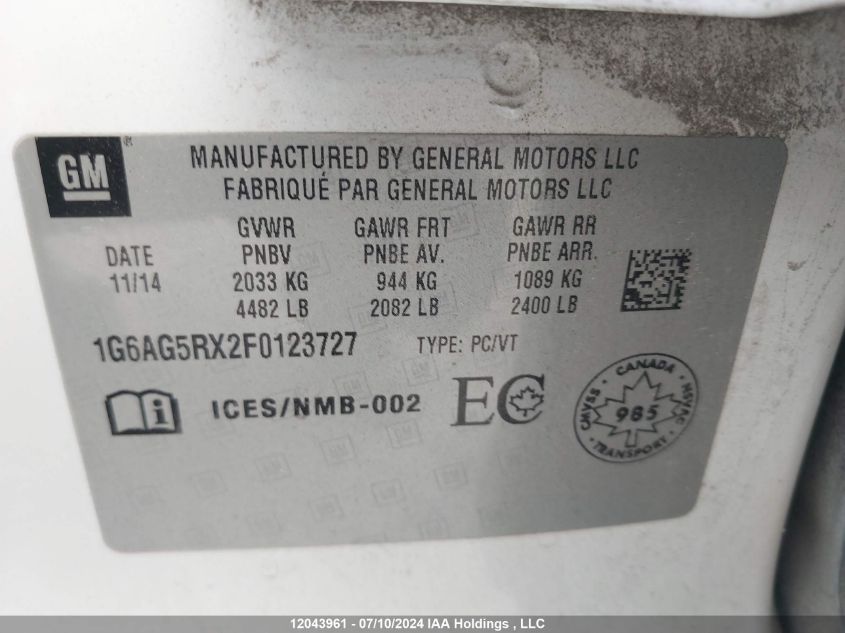 GM
MANUFACTURED BY GENERAL MOTORS LLC
FABRIQUÉ PAR GENERAL MOTORS LLC
GVWR GAWR FRT GAWR RR
DATE PNBV PNBE AV. PNBE ARR.
11/14 2033 KG 944 KG 1089 KG
4482 LB 2082 LB 2400 LB
1G6AG5RX2F0123727 TYPE: PC/VT
i ICES/NMB-002 EC
CANADA
CMVSS 985 NSVAC
TRANSPORT
12043961 - 07/10/2024 IAA Holdings , LLC